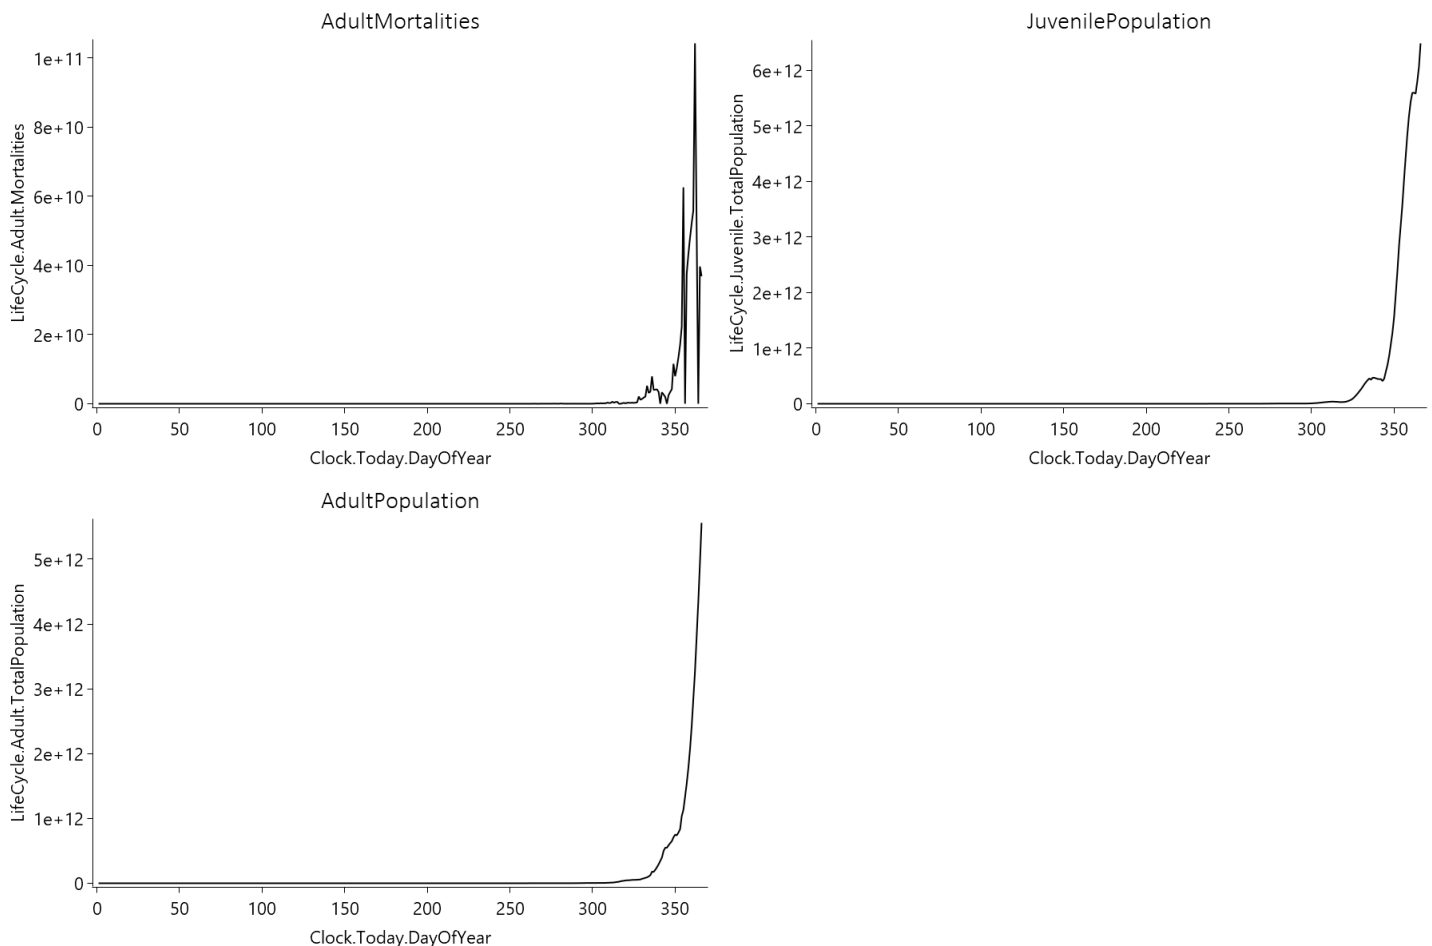 AdultMortalities
LifeCycle.Adult.Mortalities
1e+11
8e+10
6e+10
4e+10
2e+10
0
0 50 100 150 200 250 300 350
Clock.Today.DayOfYear
JuvenilePopulation
LifeCycle.Juvenile.TotalPopulation
6e+12
5e+12
4e+12
3e+12
2e+12
1e+12
0
0 50 100 150 200 250 300 350
Clock.Today.DayOfYear
AdultPopulation
LifeCycle.Adult.TotalPopulation
5e+12
4e+12
3e+12
2e+12
1e+12
0
0 50 100 150 200 250 300 350
Clock.Today.DayOfYear